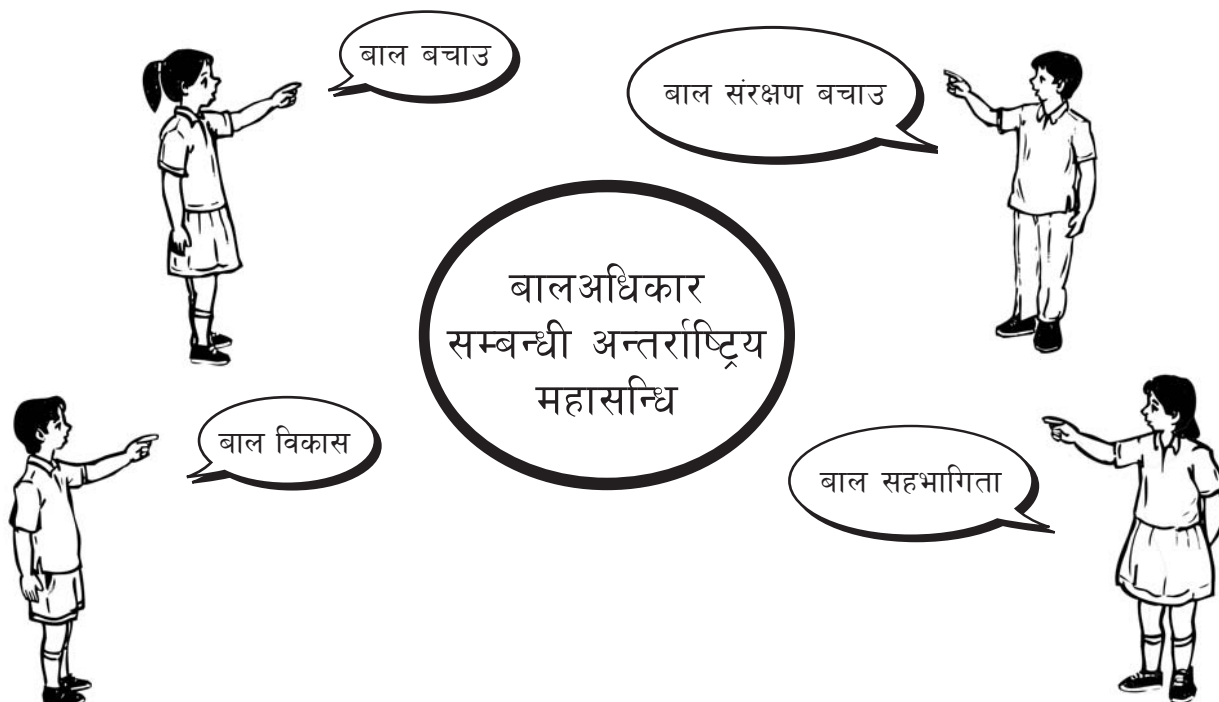 बाल बचाउ
बाल संरक्षण बचाउ
बालअधिकार
सम्बन्धी अन्तर्राष्ट्रिय
महासन्धि
बाल विकास
बाल सहभागिता